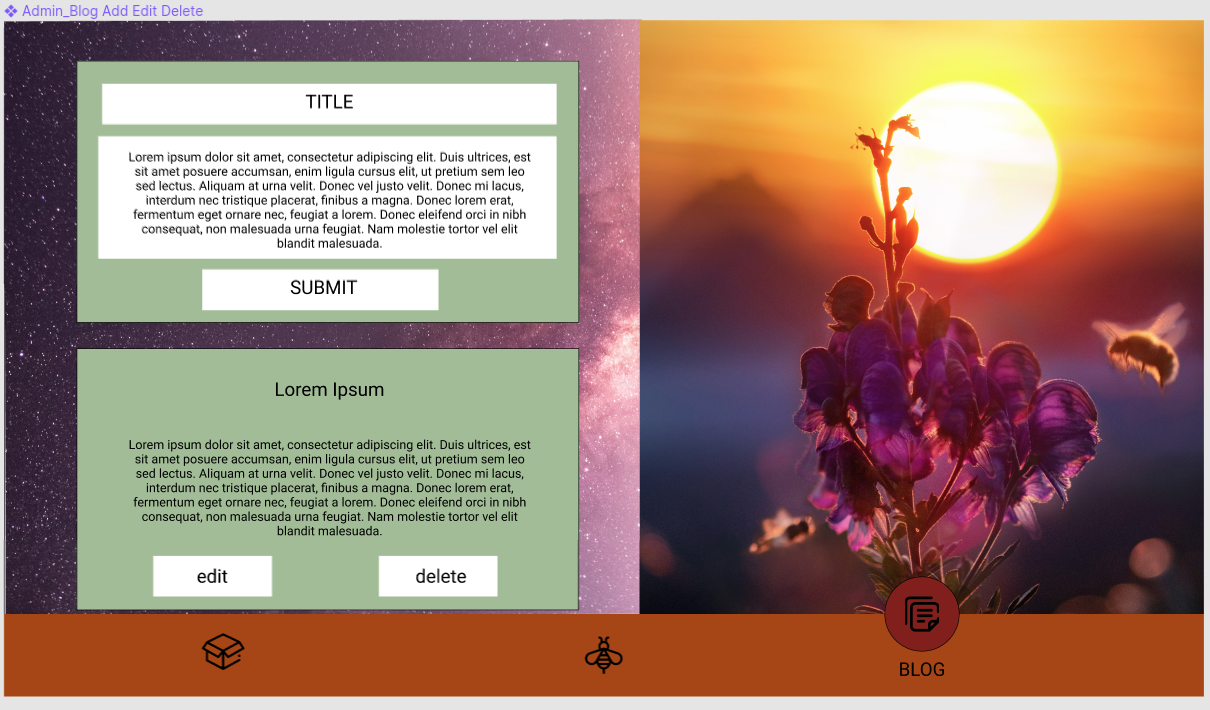 Admin_Blog Add Edit Delete
TITLE
Lorem ipsum dolor sit amet, consectetur adipiscing elit. Duis ultrices, est
sit amet posuere accumsan, enim ligula cursus elit, ut pretium sem leo
sed lectus. Aliquam at urna velit. Donec vel justo velit. Donec mi lacus,
interdum nec tristique placerat, finibus a magna. Donec lorem erat,
fermentum eget ornare nec, feugiat a lorem. Donec eleifend orci in nibh
consequat, non malesuada urna feugiat. Nam molestie tortor vel elit
blandit malesuada.
SUBMIT
Lorem Ipsum
Lorem ipsum dolor sit amet, consectetur adipiscing elit. Duis ultrices, est
sit amet posuere accumsan, enim ligula cursus elit, ut pretium sem leo
sed lectus. Aliquam at urna velit. Donec vel justo velit. Donec mi lacus,
interdum nec tristique placerat, finibus a magna. Donec lorem erat,
fermentum eget ornare nec, feugiat a lorem. Donec eleifend orci in nibh
consequat, non malesuada urna feugiat. Nam molestie tortor vel elit
blandit malesuada.
edit
delete
BLOG